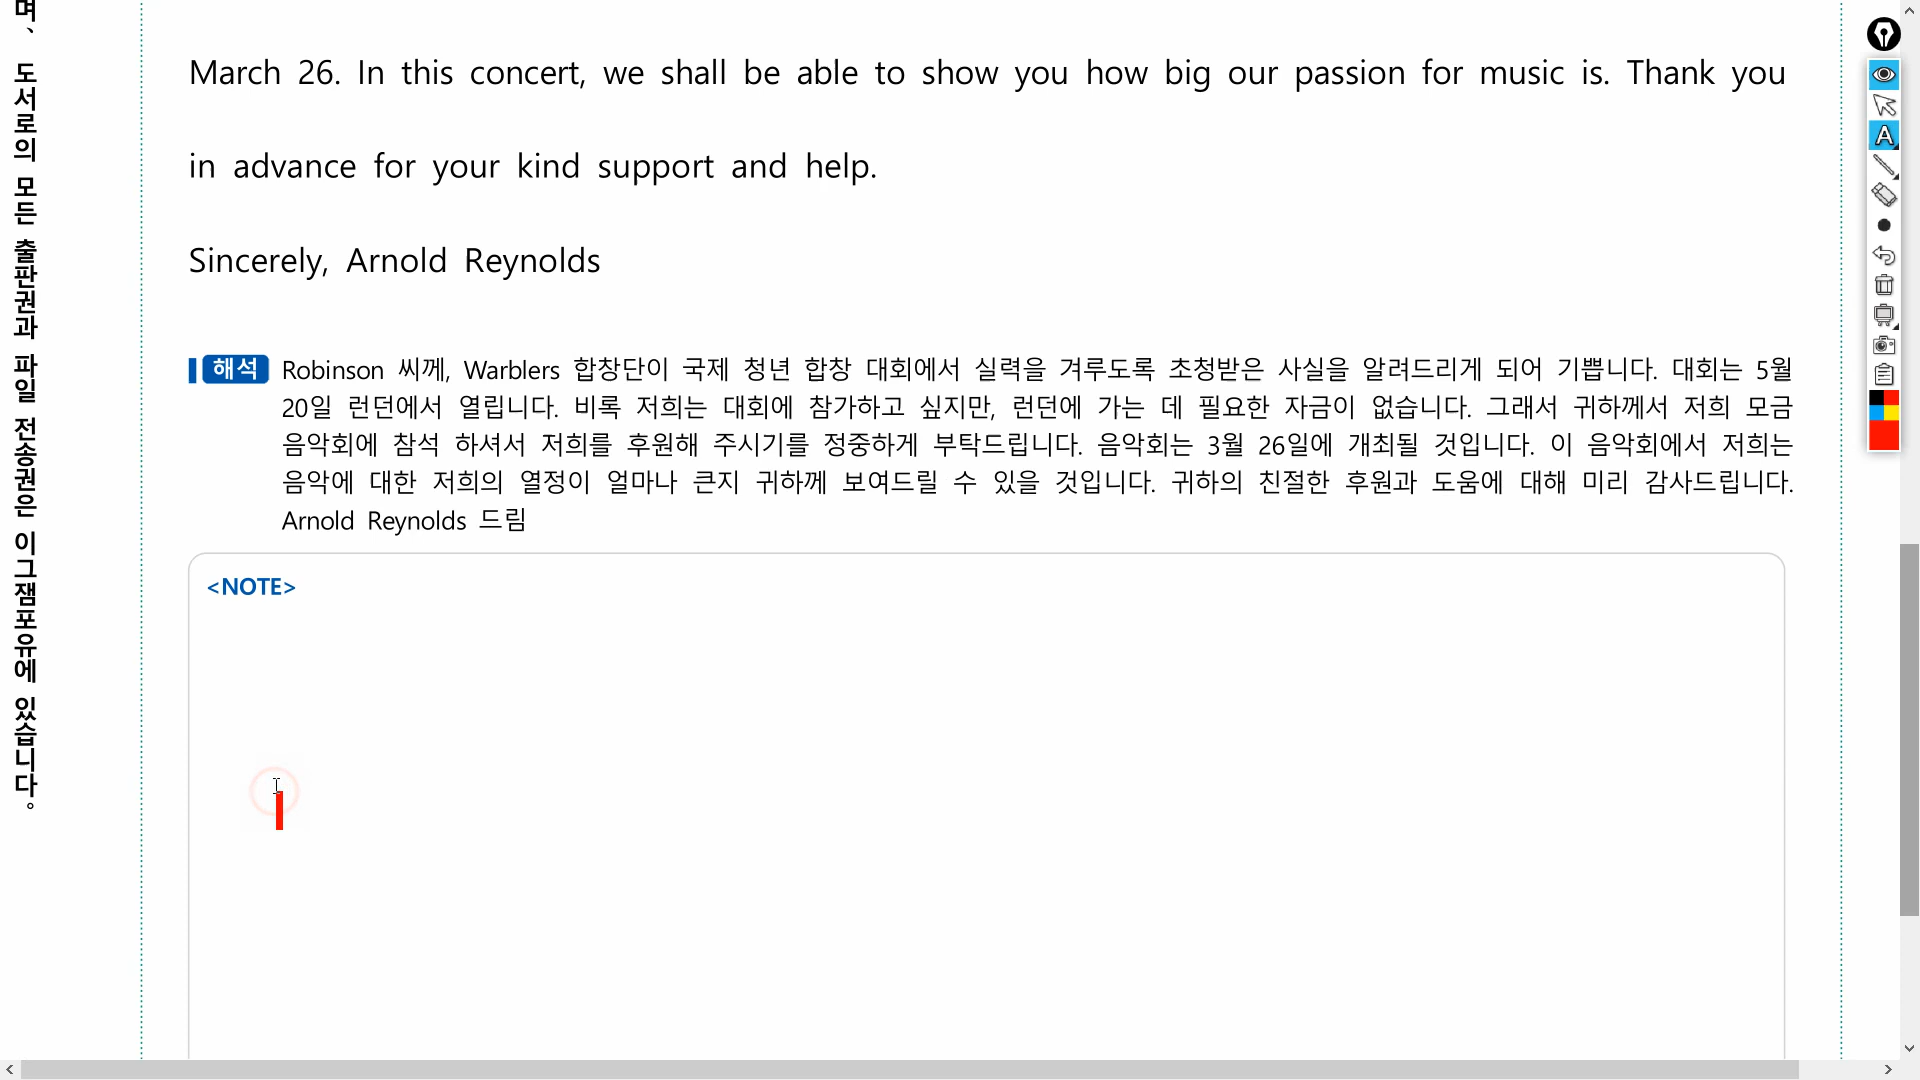 며, 도서로의 모든 출판권과 파일 전송권은 이그잼포유에 있습니다.
March 26. In this concert, we shall be able to show you how big our passion for music is. Thank you
in advance for your kind support and help.
Sincerely, Arnold Reynolds
해석 Robinson 씨께, Warblers 합창단이 국제 청년 합창 대회에서 실력을 겨루도록 초청받은 사실을 알려드리게 되어 기쁩니다. 대회는 5월
20일 런던에서 열립니다. 비록 저희는 대회에 참가하고 싶지만, 런던에 가는 데 필요한 자금이 없습니다. 그래서 귀하께서 저희 모금
음악회에 참석 하셔서 저희를 후원해 주시기를 정중하게 부탁드립니다. 음악회는 3월 26일에 개최될 것입니다. 이 음악회에서 저희는
음악에 대한 저희의 열정이 얼마나 큰지 귀하께 보여드릴 수 있을 것입니다. 귀하의 친절한 후원과 도움에 대해 미리 감사드립니다.
Arnold Reynolds 드림
<NOTE>